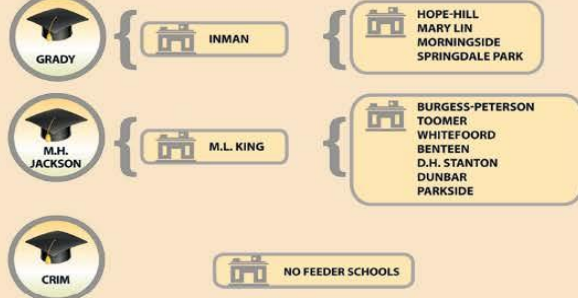 GRADY
INMAN
HOPE-HILL
MARY LIN
MORNINGSIDE
SPRINGDALE PARK
M.H.
JACKSON
M.L. KING
BURGESS-PETERSON
TOOMER
WHITEFOORD
BENTEEN
D.H. STANTON
DUNBAR
PARKSIDE
CRIM
NO FEEDER SCHOOLS